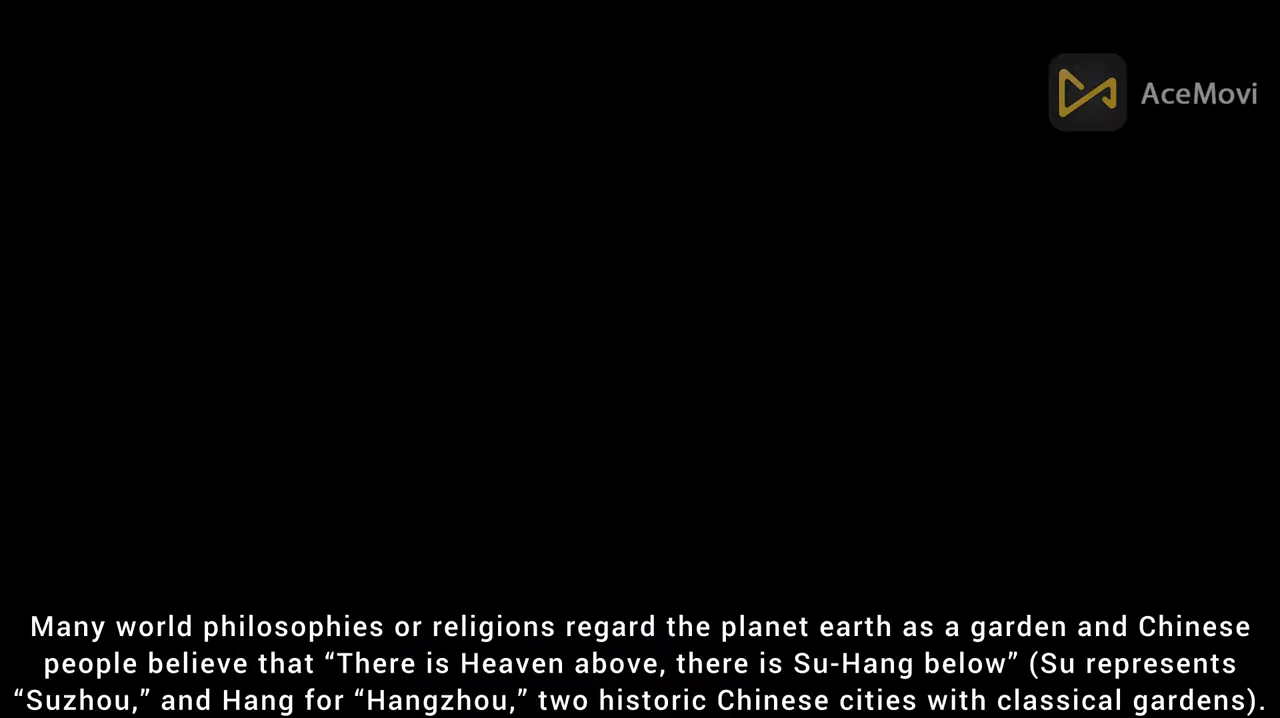 AceMovi
Many world philosophies or religions regard the planet earth as a garden and Chinese
people believe that “There is Heaven above, there is Su-Hang below” (Su represents
“Suzhou,” and Hang for “Hangzhou,” two historic Chinese cities with classical gardens).